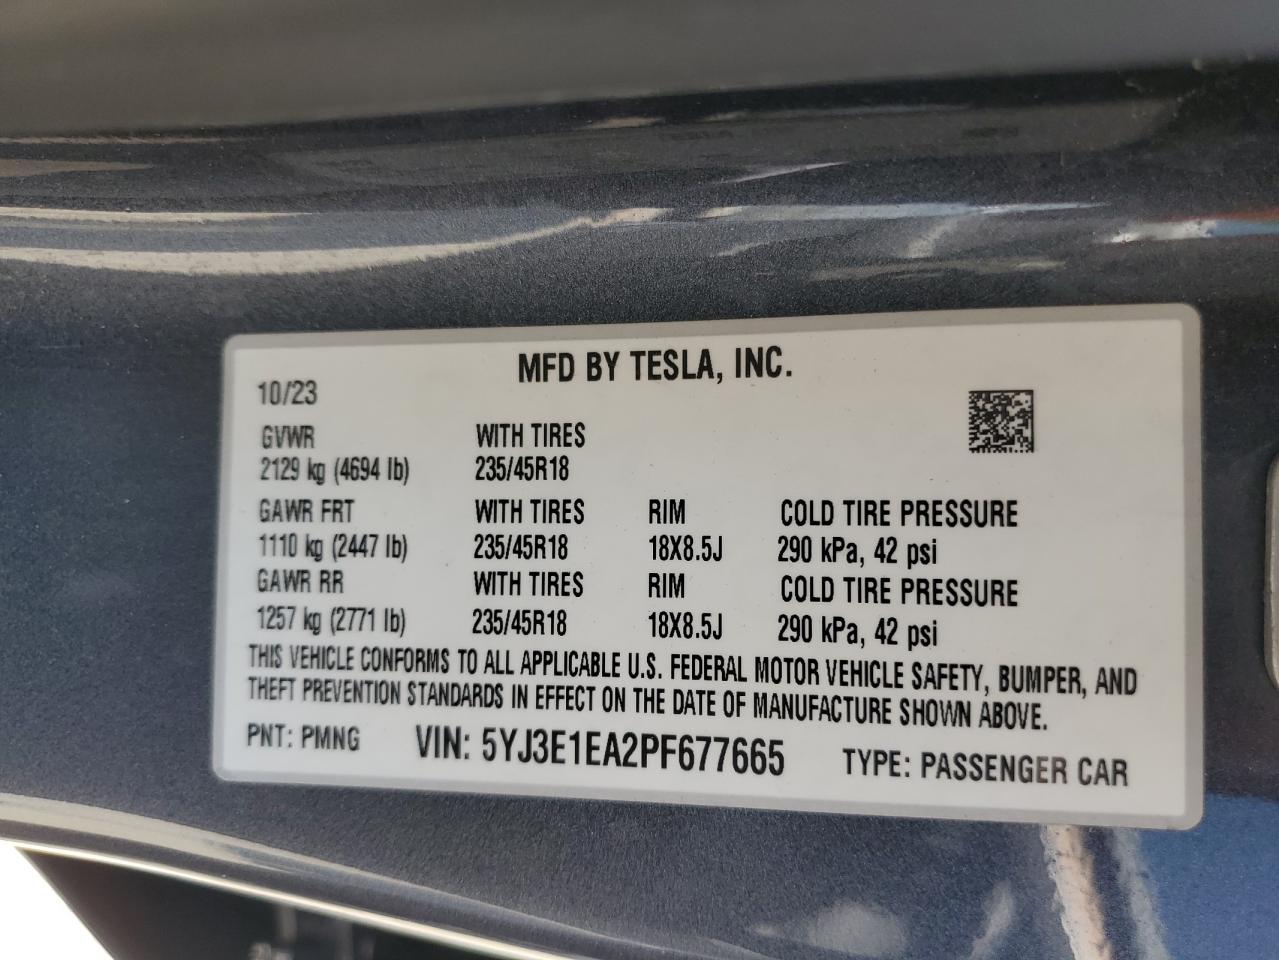 MFD BY TESLA, INC.
10/23
GVWR WITH TIRES
2129 kg (4694 lb) 235/45R18
GAWR FRT WITH TIRES RIM COLD TIRE PRESSURE
1110 kg (2447 lb) 235/45R18 18X8.5J 290 kPa, 42 psi
GAWR RR WITH TIRES RIM COLD TIRE PRESSURE
1257 kg (2771 lb) 235/45R18 18X8.5J 290 kPa, 42 psi
THIS VEHICLE CONFORMS TO ALL APPLICABLE U.S. FEDERAL MOTOR VEHICLE SAFETY, BUMPER, AND
THEFT PREVENTION STANDARDS IN EFFECT ON THE DATE OF MANUFACTURE SHOWN ABOVE.
PNT: PMNG VIN: 5YJ3E1EA2PF677665 TYPE: PASSENGER CAR